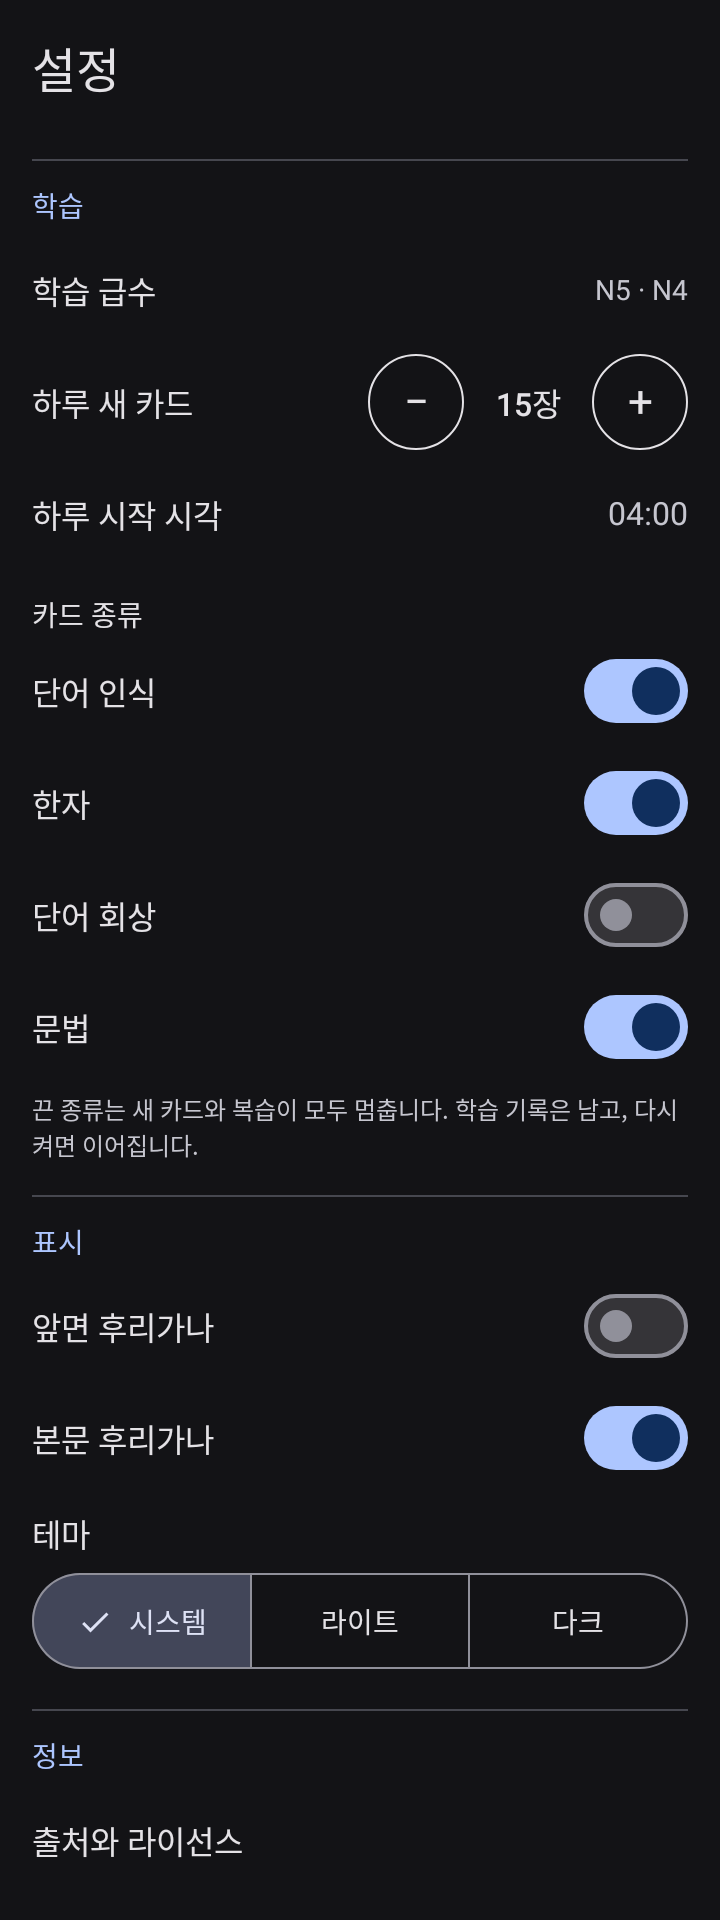 설정
학습
학습 급수 N5 · N4
하루 새 카드 − 15장 +
하루 시작 시각 04:00
카드 종류
단어 인식
한자
단어 회상
문법
끈 종류는 새 카드와 복습이 모두 멈춥니다. 학습 기록은 남고, 다시
켜면 이어집니다.
표시
앞면 후리가나
본문 후리가나
테마
시스템 라이트 다크
정보
출처와 라이선스